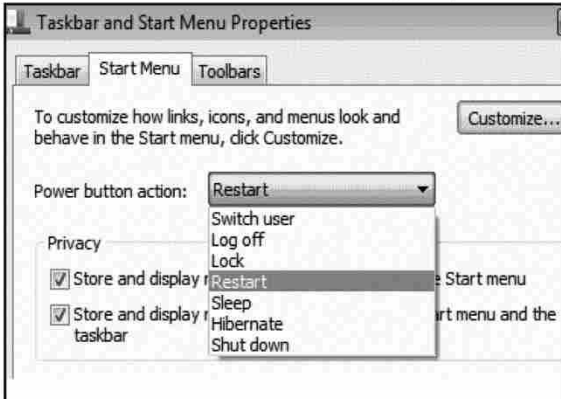 Taskbar and Start Menu Properties
Taskbar Start Menu Toolbars
To customize how links, icons, and menus look and
behave in the Start menu, click Customize.
Customize...
Power button action: Restart
Switch user
Log off
Lock
Restart
Sleep
Hibernate
Shut down
Privacy
Store and display r e Start menu
Store and display r rt menu and the
taskbar